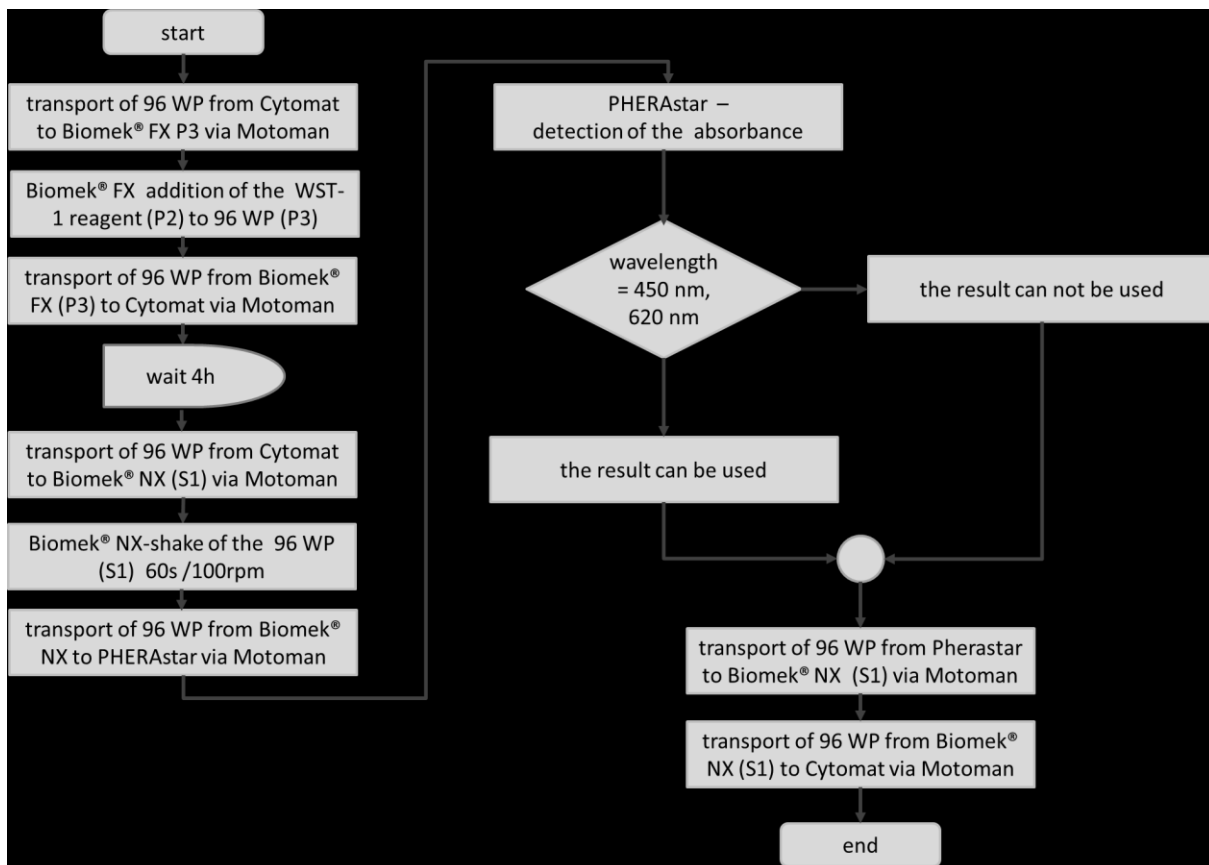 start
transport of 96 WP from Cytomat
to Biomek® FX P3 via Motoman
Biomek® FX addition of the WST-
1 reagent (P2) to 96 WP (P3)
transport of 96 WP from Biomek®
FX (P3) to Cytomat via Motoman
wait 4h
transport of 96 WP from Cytomat
to Biomek® NX (S1) via Motoman
Biomek® NX-shake of the 96 WP
(S1) 60s /100rpm
transport of 96 WP from Biomek®
NX to PHERAstar via Motoman
PHERAstar –
detection of the absorbance
wavelength
= 450 nm,
620 nm
the result can not be used
the result can be used
transport of 96 WP from Pherastar
to Biomek® NX (S1) via Motoman
transport of 96 WP from Biomek®
NX (S1) to Cytomat via Motoman
end